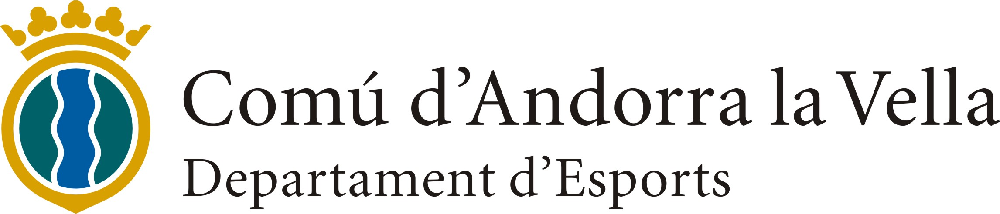 Comú d’Andorra la Vella
Departament d’Esports